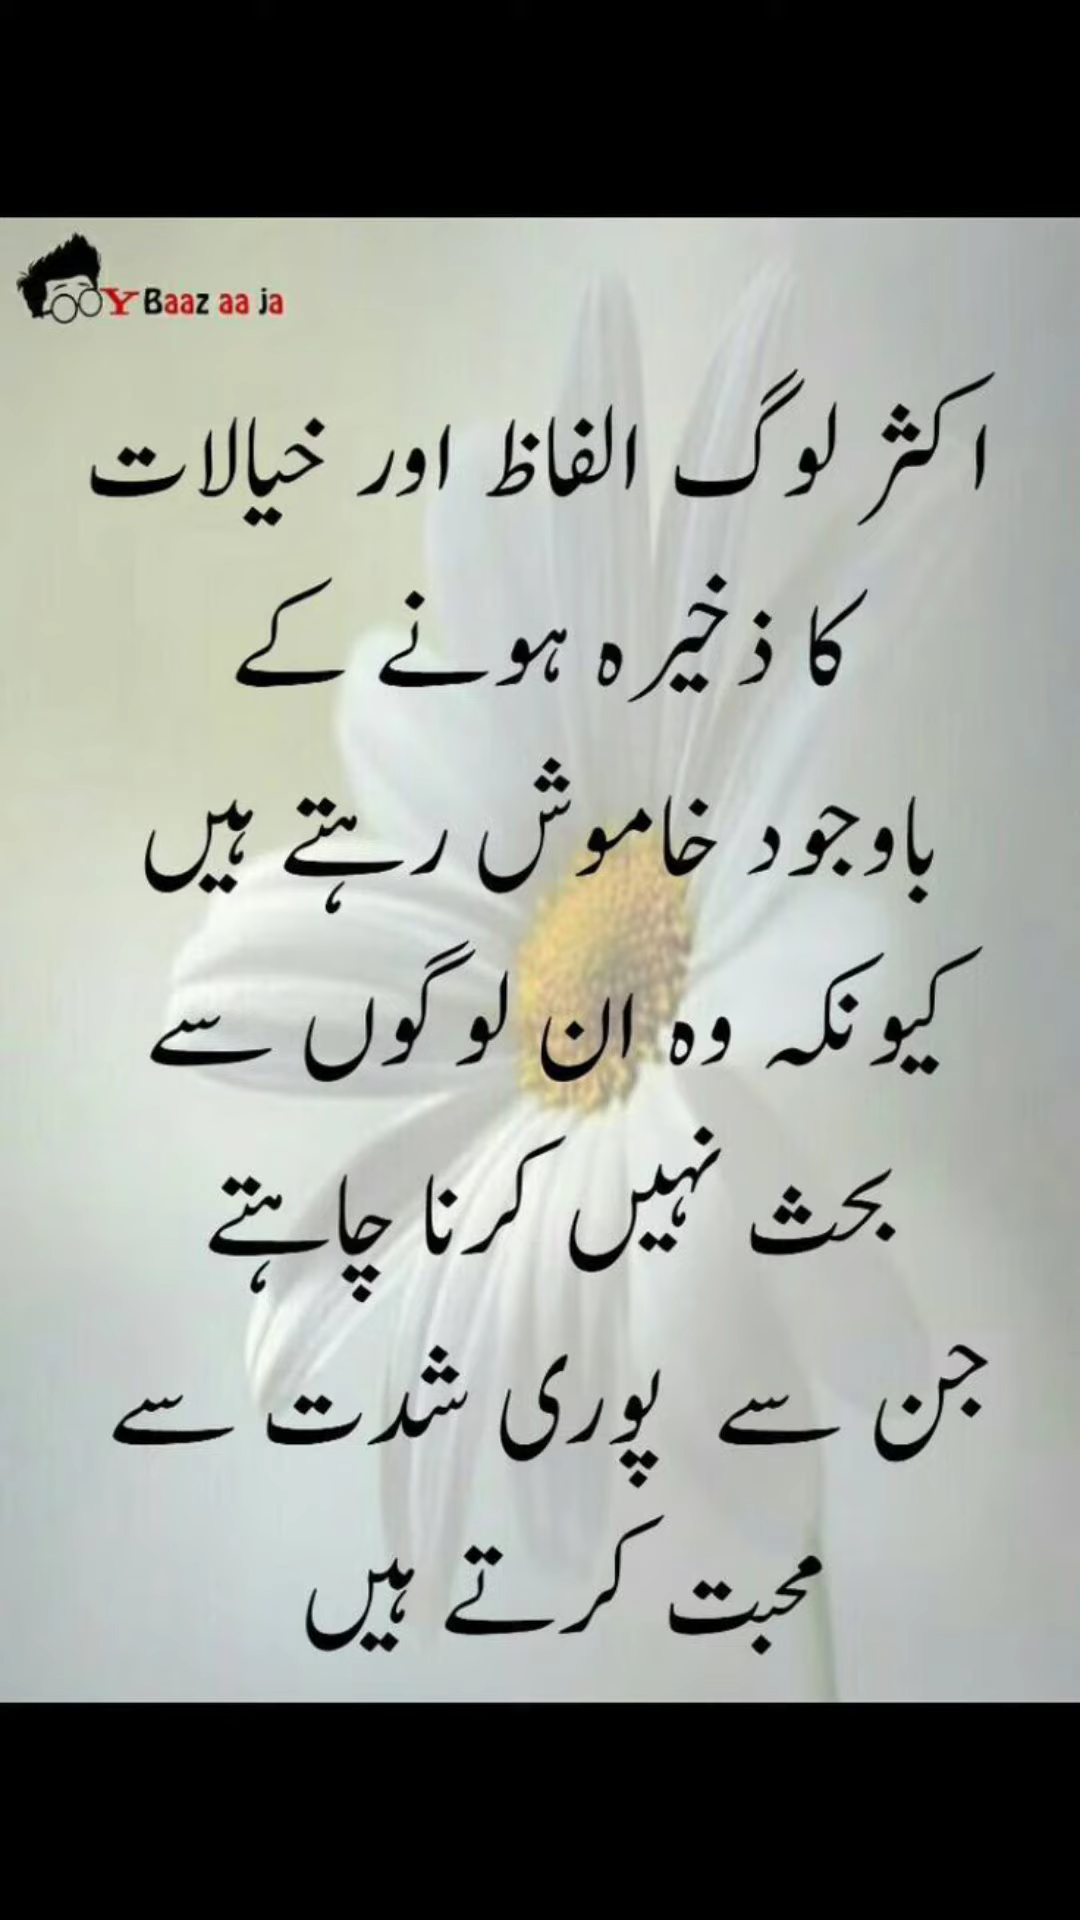 OOY Baaz aa ja
اکثر لوگ الفاظ اور خیالات
کا ذخیرہ ہونے کے
باوجود خاموش رہتے ہیں
کیونکہ وہ ان لوگوں سے
بحث نہیں کرنا چاہتے
جن سے پوری شدت سے
محبت کرتے ہیں